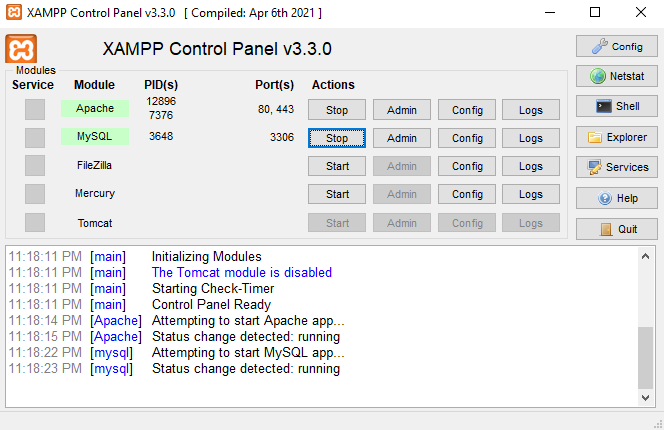 XAMPP Control Panel v3.3.0 [ Compiled: Apr 6th 2021 ]
XAMPP Control Panel v3.3.0
Config
Modules
Service Module PID(s) Port(s) Actions
Netstat
Apache 12896 7376 80, 443 Stop Admin Config Logs
Shell
MySQL 3648 3306 Stop Admin Config Logs
Explorer
FileZilla Start Admin Config Logs
Services
Mercury Start Admin Config Logs
Help
Tomcat Start Admin Config Logs
Quit
11:18:11 PM [main] Initializing Modules
11:18:11 PM [main] The Tomcat module is disabled
11:18:11 PM [main] Starting Check-Timer
11:18:11 PM [main] Control Panel Ready
11:18:14 PM [Apache] Attempting to start Apache app...
11:18:15 PM [Apache] Status change detected: running
11:18:22 PM [mysql] Attempting to start MySQL app...
11:18:23 PM [mysql] Status change detected: running